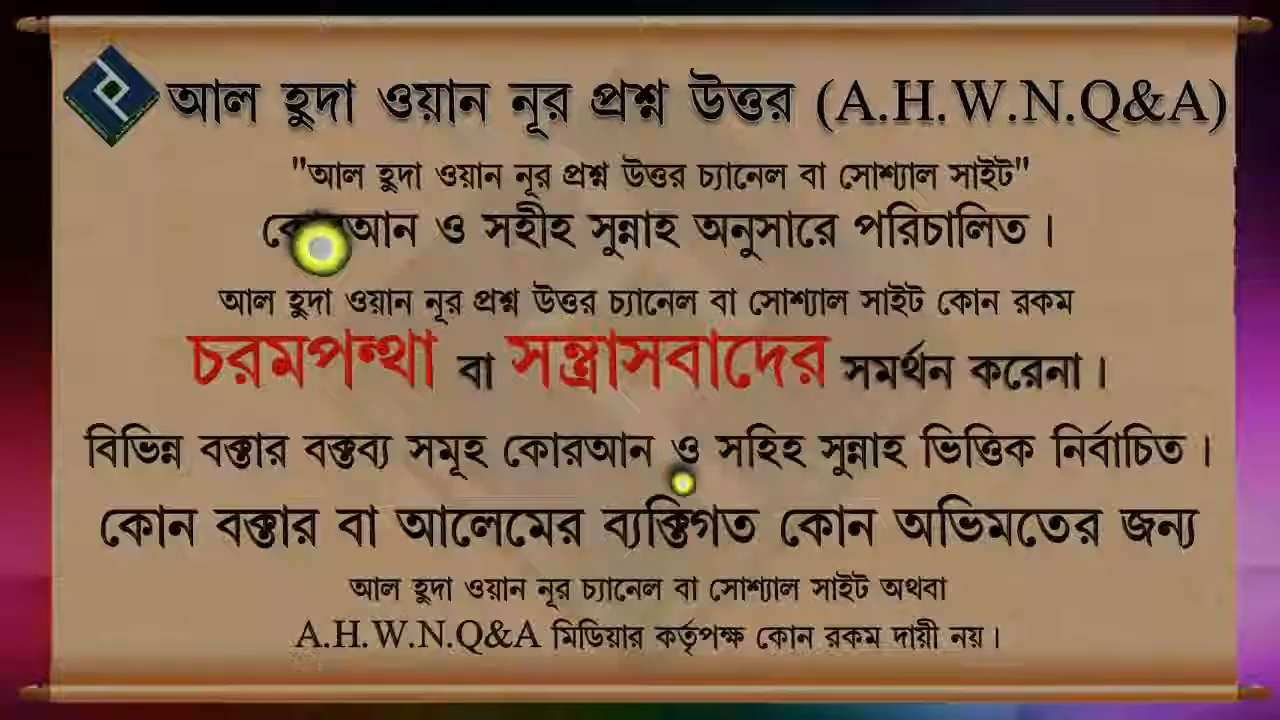 আল হুদা ওয়ান নূর প্রশ্ন উত্তর (A.H.W.N.Q&A)
"আল হুদা ওয়ান নূর প্রশ্ন উত্তর চ্যানেল বা সোশ্যাল সাইট"
ও সহীহ সুন্নাহ অনুসারে পরিচালিত।
আল হুদা ওয়ান নূর প্রশ্ন উত্তর চ্যানেল বা সোশ্যাল সাইট কোন রকম
চরমপন্থা বা সন্ত্রাসবাদের সমর্থন করেনা।
বিভিন্ন বক্তার বক্তব্য সমূহ কোরআন ও সহিহ সুন্নাহ ভিত্তিক নির্বাচিত।
কোন বক্তার বা আলেমের ব্যক্তিগত কোন অভিমতের জন্য
আল হুদা ওয়ান নূর চ্যানেল বা সোশ্যাল সাইট অথবা
A.H.W.N.Q&A মিডিয়ার কর্তৃপক্ষ কোন রকম দায়ী নয়।